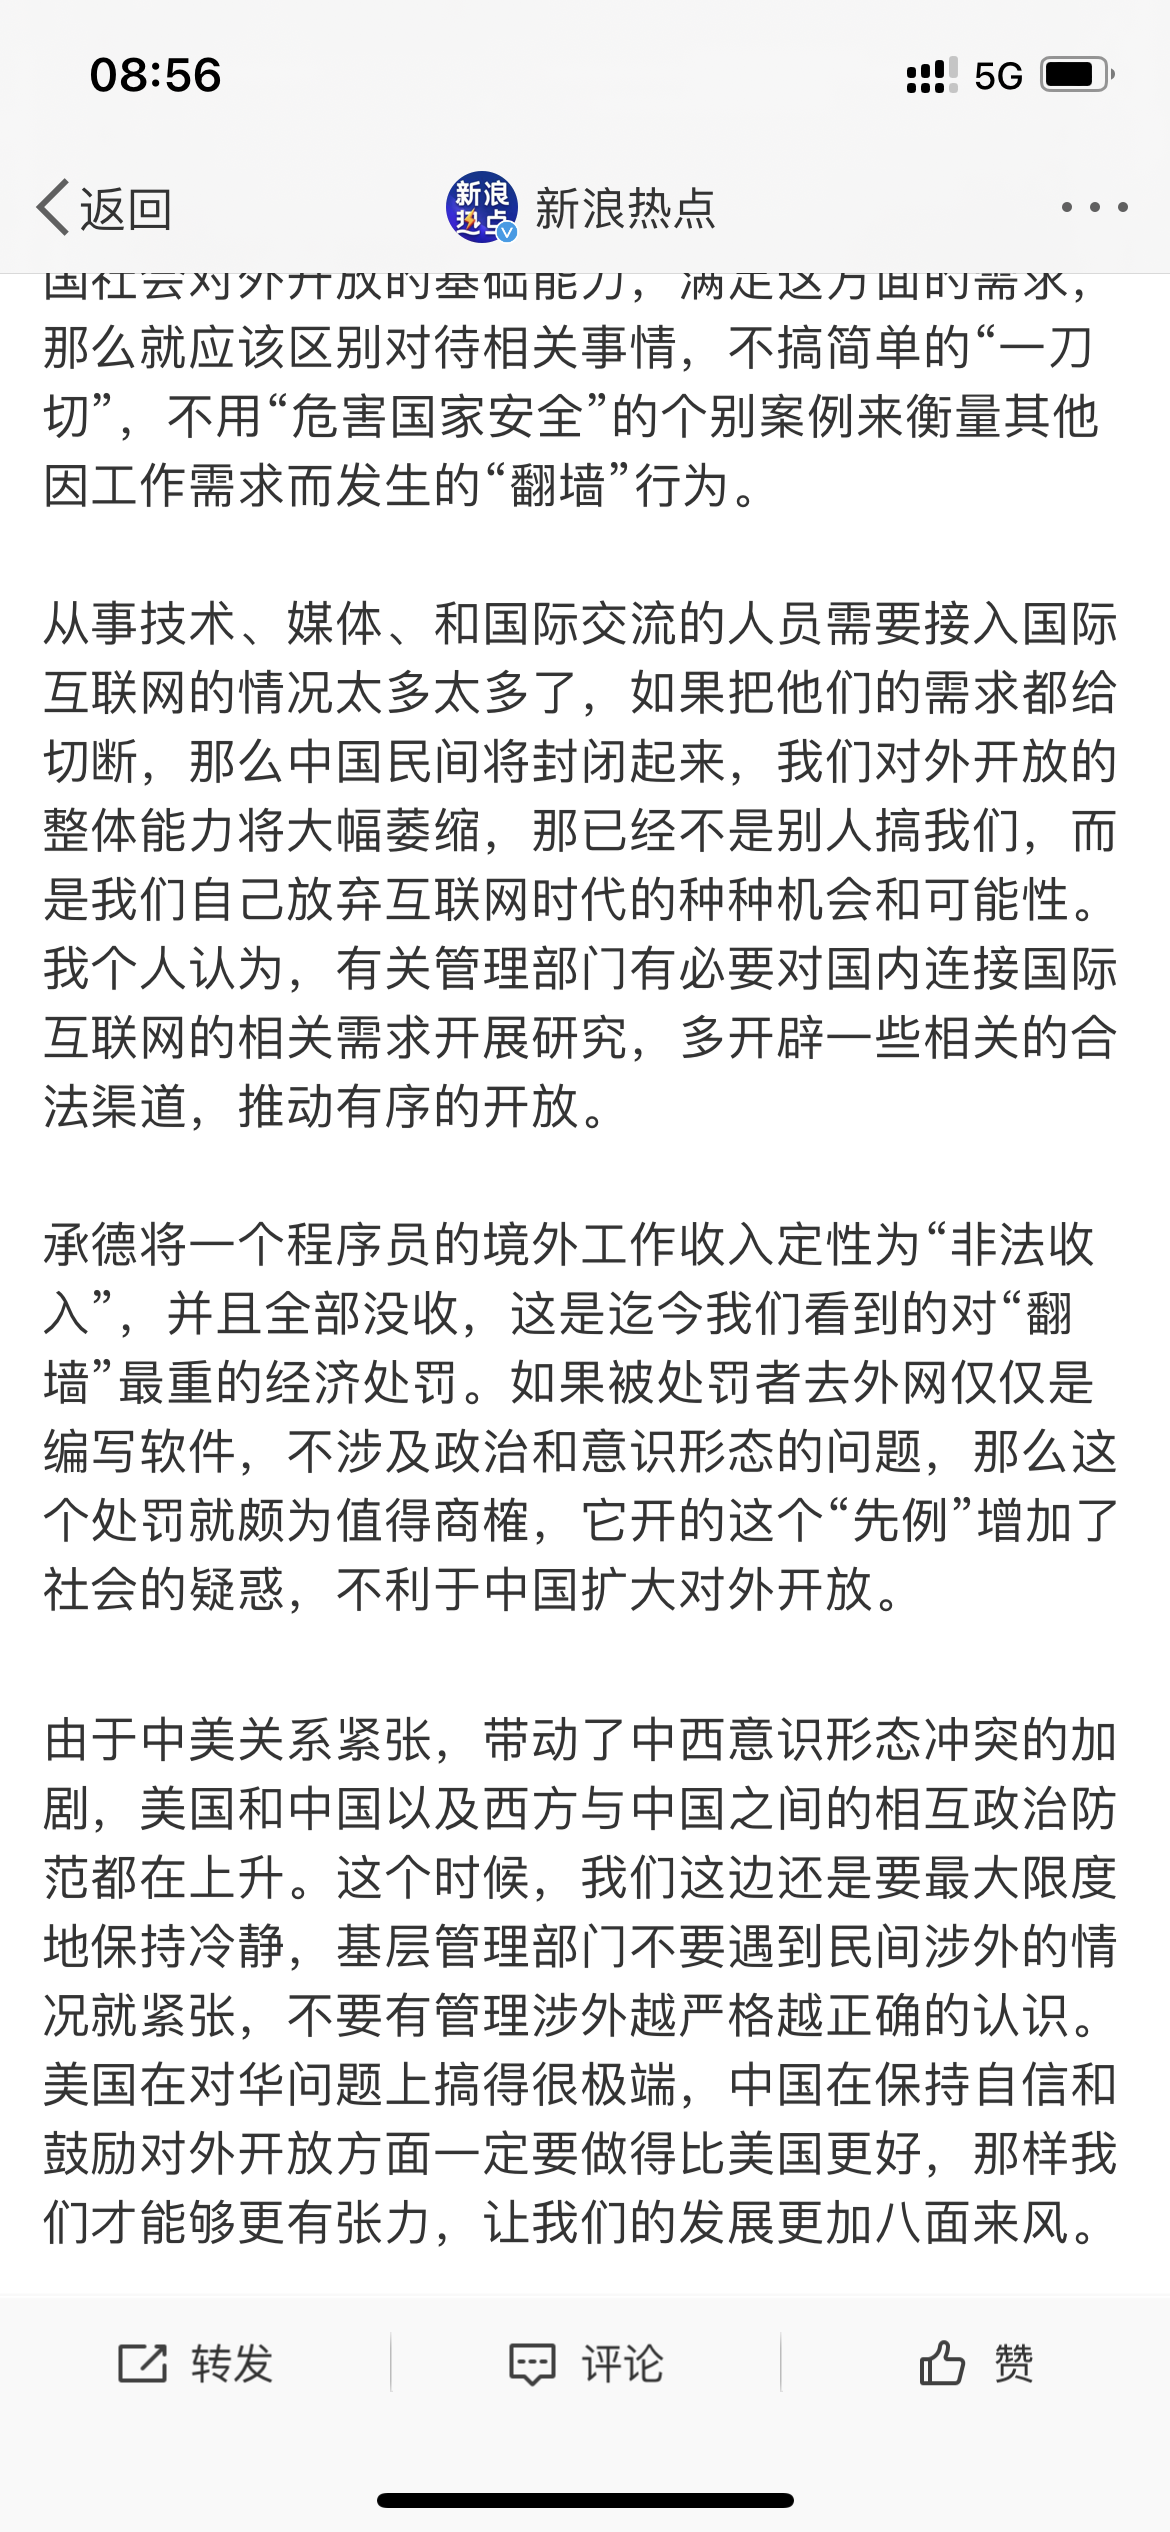 08:56
5G
返回
新浪热点
国社会对外开放的基础能力，满足这方面的需求，
那么就应该区别对待相关事情，不搞简单的“一刀
切”，不用“危害国家安全”的个别案例来衡量其他
因工作需求而发生的“翻墙”行为。
从事技术、媒体、和国际交流的人员需要接入国际
互联网的情况太多太多了，如果把他们的需求都给
切断，那么中国民间将封闭起来，我们对外开放的
整体能力将大幅萎缩，那已经不是别人搞我们，而
是我们自己放弃互联网时代的种种机会和可能性。
我个人认为，有关管理部门有必要对国内连接国际
互联网的相关需求开展研究，多开辟一些相关的合
法渠道，推动有序的开放。
承德将一个程序员的境外工作收入定性为“非法收
入”，并且全部没收，这是迄今我们看到的对“翻
墙”最重的经济处罚。如果被处罚者去外网仅仅是
编写软件，不涉及政治和意识形态的问题，那么这
个处罚就颇为值得商榷，它开的这个“先例”增加了
社会的疑惑，不利于中国扩大对外开放。
由于中美关系紧张，带动了中西意识形态冲突的加
剧，美国和中国以及西方与中国之间的相互政治防
范都在上升。这个时候，我们这边还是要最大限度
地保持冷静，基层管理部门不要遇到民间涉外的情
况就紧张，不要有管理涉外越严格越正确的认识。
美国在对华问题上搞得很极端，中国在保持自信和
鼓励对外开放方面一定要做得比美国更好，那样我
们才能够更有张力，让我们的发展更加八面来风。
转发
评论
赞